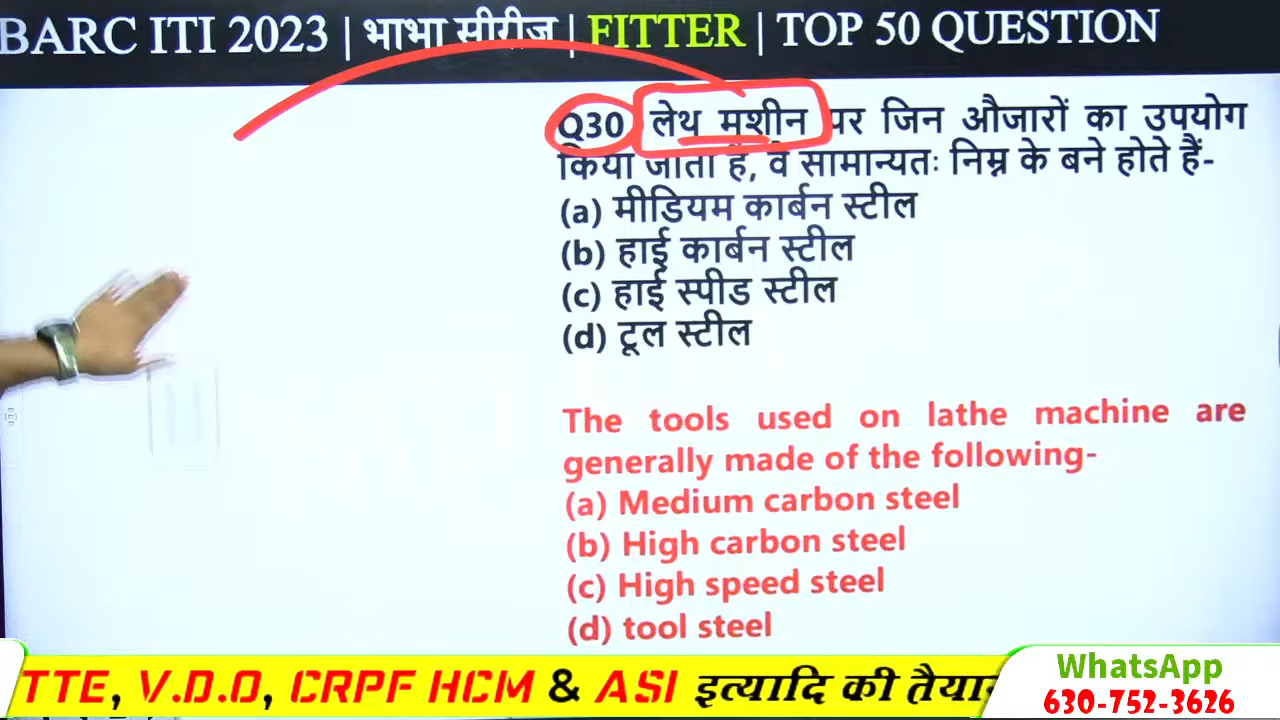 BARC ITI 2023 | भाभा सीरीज | FITTER | TOP 50 QUESTION
Q30 लेथ मशीन पर जिन औजारों का उपयोग
किया जाता है, वे सामान्यतः निम्न के बने होते हैं-
(a) मीडियम कार्बन स्टील
(b) हाई कार्बन स्टील
(c) हाई स्पीड स्टील
(d) टूल स्टील
The tools used on lathe machine are
generally made of the following-
(a) Medium carbon steel
(b) High carbon steel
(c) High speed steel
(d) tool steel
TTE, V.D.O, CRPF HCM & ASI इत्यादि की
WhatsApp
630-752-3626